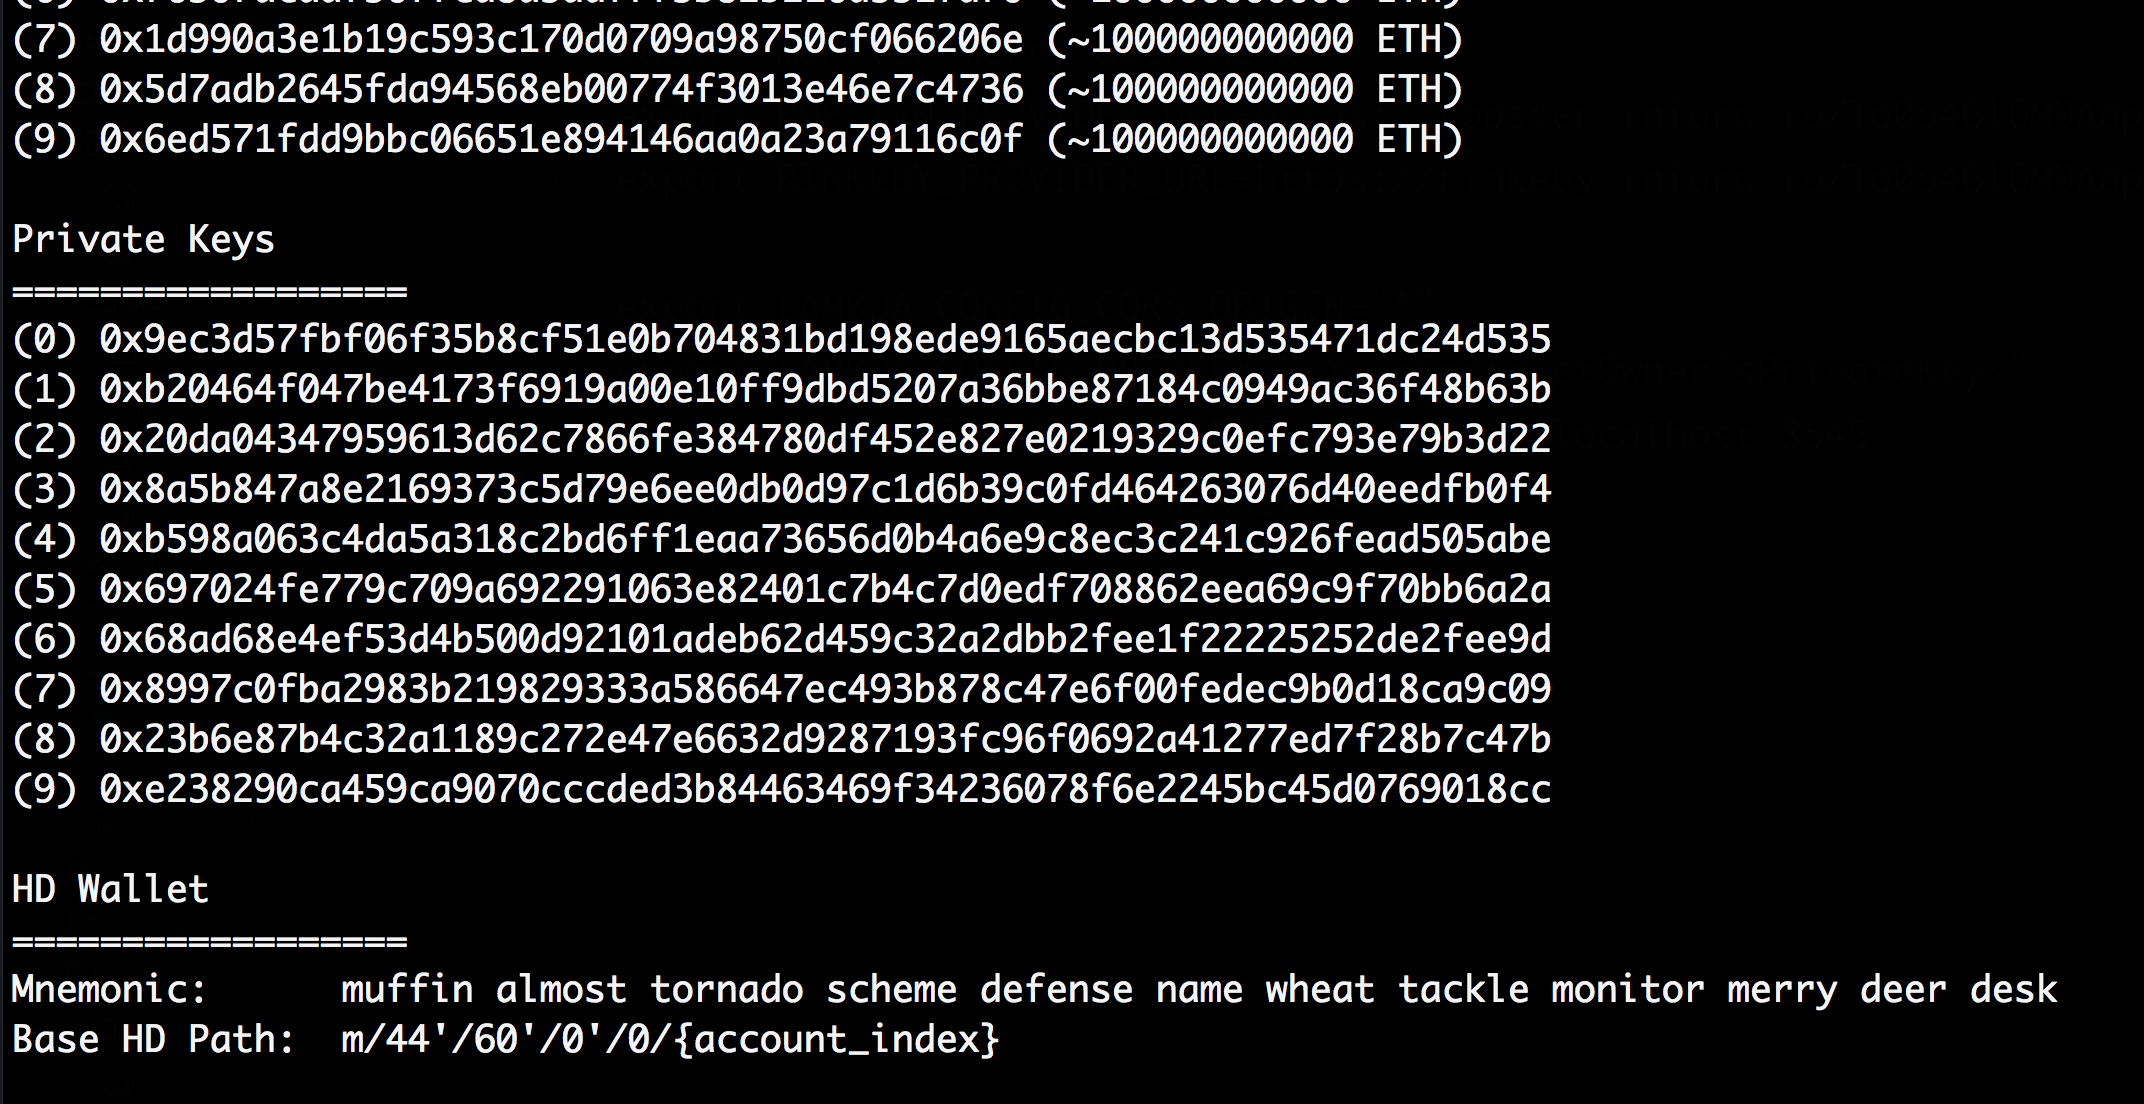 (7) 0x1d990a3e1b19c593c170d0709a98750cf066206e (~100000000000 ETH)
(8) 0x5d7adb2645fda94568eb00774f3013e46e7c4736 (~100000000000 ETH)
(9) 0x6ed571fdd9bbc06651e894146aa0a23a79116c0f (~100000000000 ETH)
Private Keys
==================
(0) 0x9ec3d57fbf06f35b8cf51e0b704831bd198ede9165aecbc13d535471dc24d535
(1) 0xb20464f047be4173f6919a00e10ff9dbd5207a36bbe87184c0949ac36f48b63b
(2) 0x20da04347959613d62c7866fe384780df452e827e0219329c0efc793e79b3d22
(3) 0x8a5b847a8e2169373c5d79e6ee0db0d97c1d6b39c0fd464263076d40eedfb0f4
(4) 0xb598a063c4da5a318c2bd6ff1eaa73656d0b4a6e9c8ec3c241c926fead505abe
(5) 0x697024fe779c709a692291063e82401c7b4c7d0edf708862eea69c9f70bb6a2a
(6) 0x68ad68e4ef53d4b500d92101adeb62d459c32a2dbb2fee1f22225252de2fee9d
(7) 0x8997c0fba2983b219829333a586647ec493b878c47e6f00fedec9b0d18ca9c09
(8) 0x23b6e87b4c32a1189c272e47e6632d9287193fc96f0692a41277ed7f28b7c47b
(9) 0xe238290ca459ca9070cccded3b84463469f34236078f6e2245bc45d0769018cc
HD Wallet
==================
Mnemonic: muffin almost tornado scheme defense name wheat tackle monitor merry deer desk
Base HD Path: m/44'/60'/0'/0/{account_index}